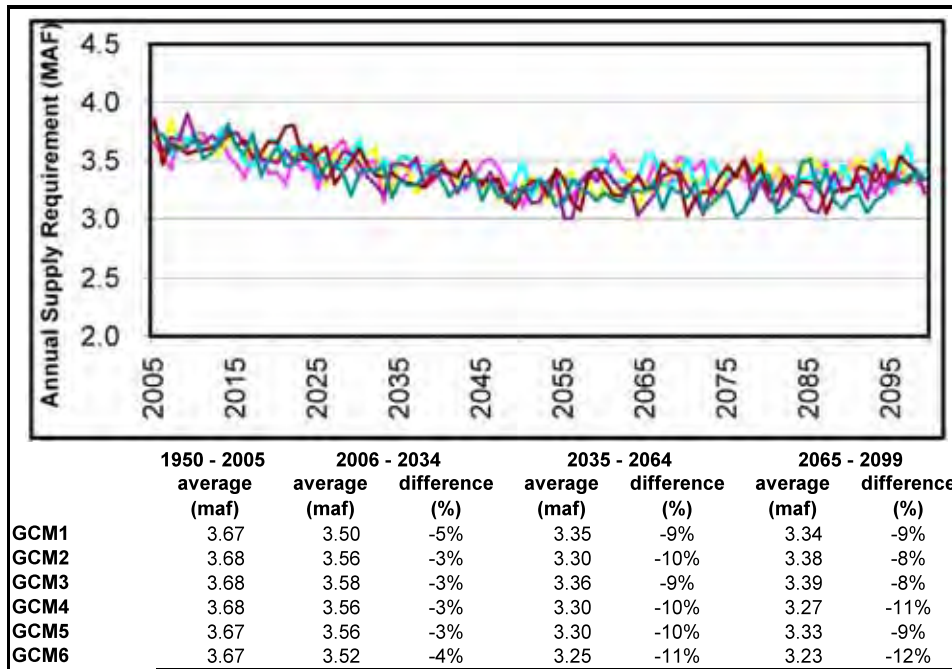 Annual Supply Requirement (MAF)
4.5
4.0
3.5
3.0
2.5
2.0
2005 2015 2025 2035 2045 2055 2065 2075 2085 2095
1950 - 2005 2006 - 2034 2035 - 2064 2065 - 2099
average average difference average difference average difference
(maf) (maf) (%) (maf) (%) (maf) (%)
GCM1 3.67 3.50 -5% 3.35 -9% 3.34 -9%
GCM2 3.68 3.56 -3% 3.30 -10% 3.38 -8%
GCM3 3.68 3.58 -3% 3.36 -9% 3.39 -8%
GCM4 3.68 3.56 -3% 3.30 -10% 3.27 -11%
GCM5 3.67 3.56 -3% 3.30 -10% 3.33 -9%
GCM6 3.67 3.52 -4% 3.25 -11% 3.23 -12%